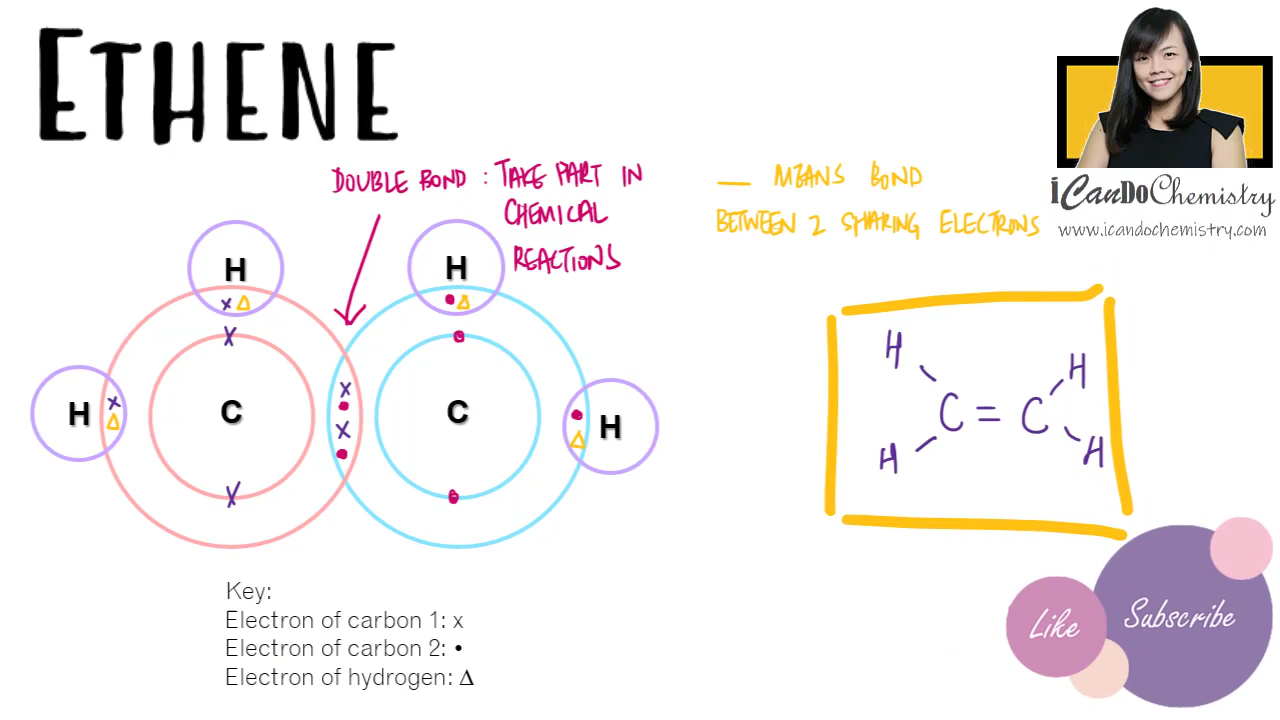 ETHENE
DOUBLE BOND : TAKE PART IN
CHEMICAL
REACTIONS
— MEANS BOND
BETWEEN 2 SHARING ELECTRONS
iCanDoChemistry
www.icandochemistry.com
H H
H C C H
H H
C = C
H H
Key:
Electron of carbon 1: x
Electron of carbon 2: •
Electron of hydrogen: Δ
Like
Subscribe